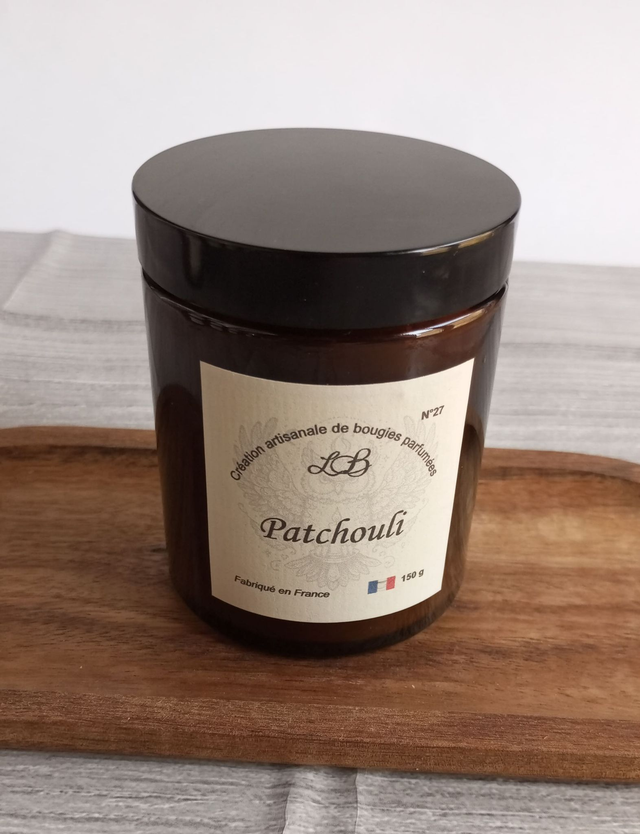 N°27
Création artisanale de bougies parfumées
LB
Patchouli
Fabriqué en France
150 g